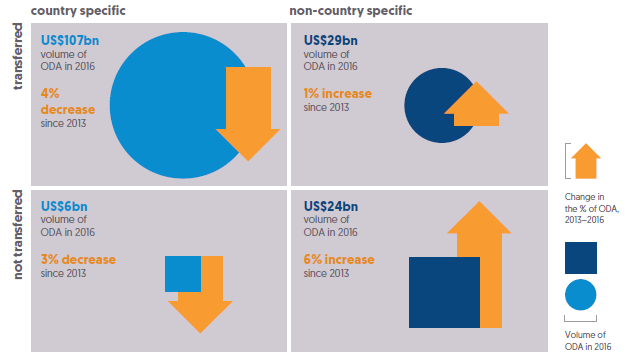 country specific
non-country specific
transferred
US$107bn
volume of
ODA in 2016
4%
decrease
since 2013
US$29bn
volume of
ODA in 2016
1% increase
since 2013
not transferred
US$6bn
volume of
ODA in 2016
3% decrease
since 2013
US$24bn
volume of
ODA in 2016
6% increase
since 2013
Change in
the % of ODA,
2013–2016
Volume of
ODA in 2016